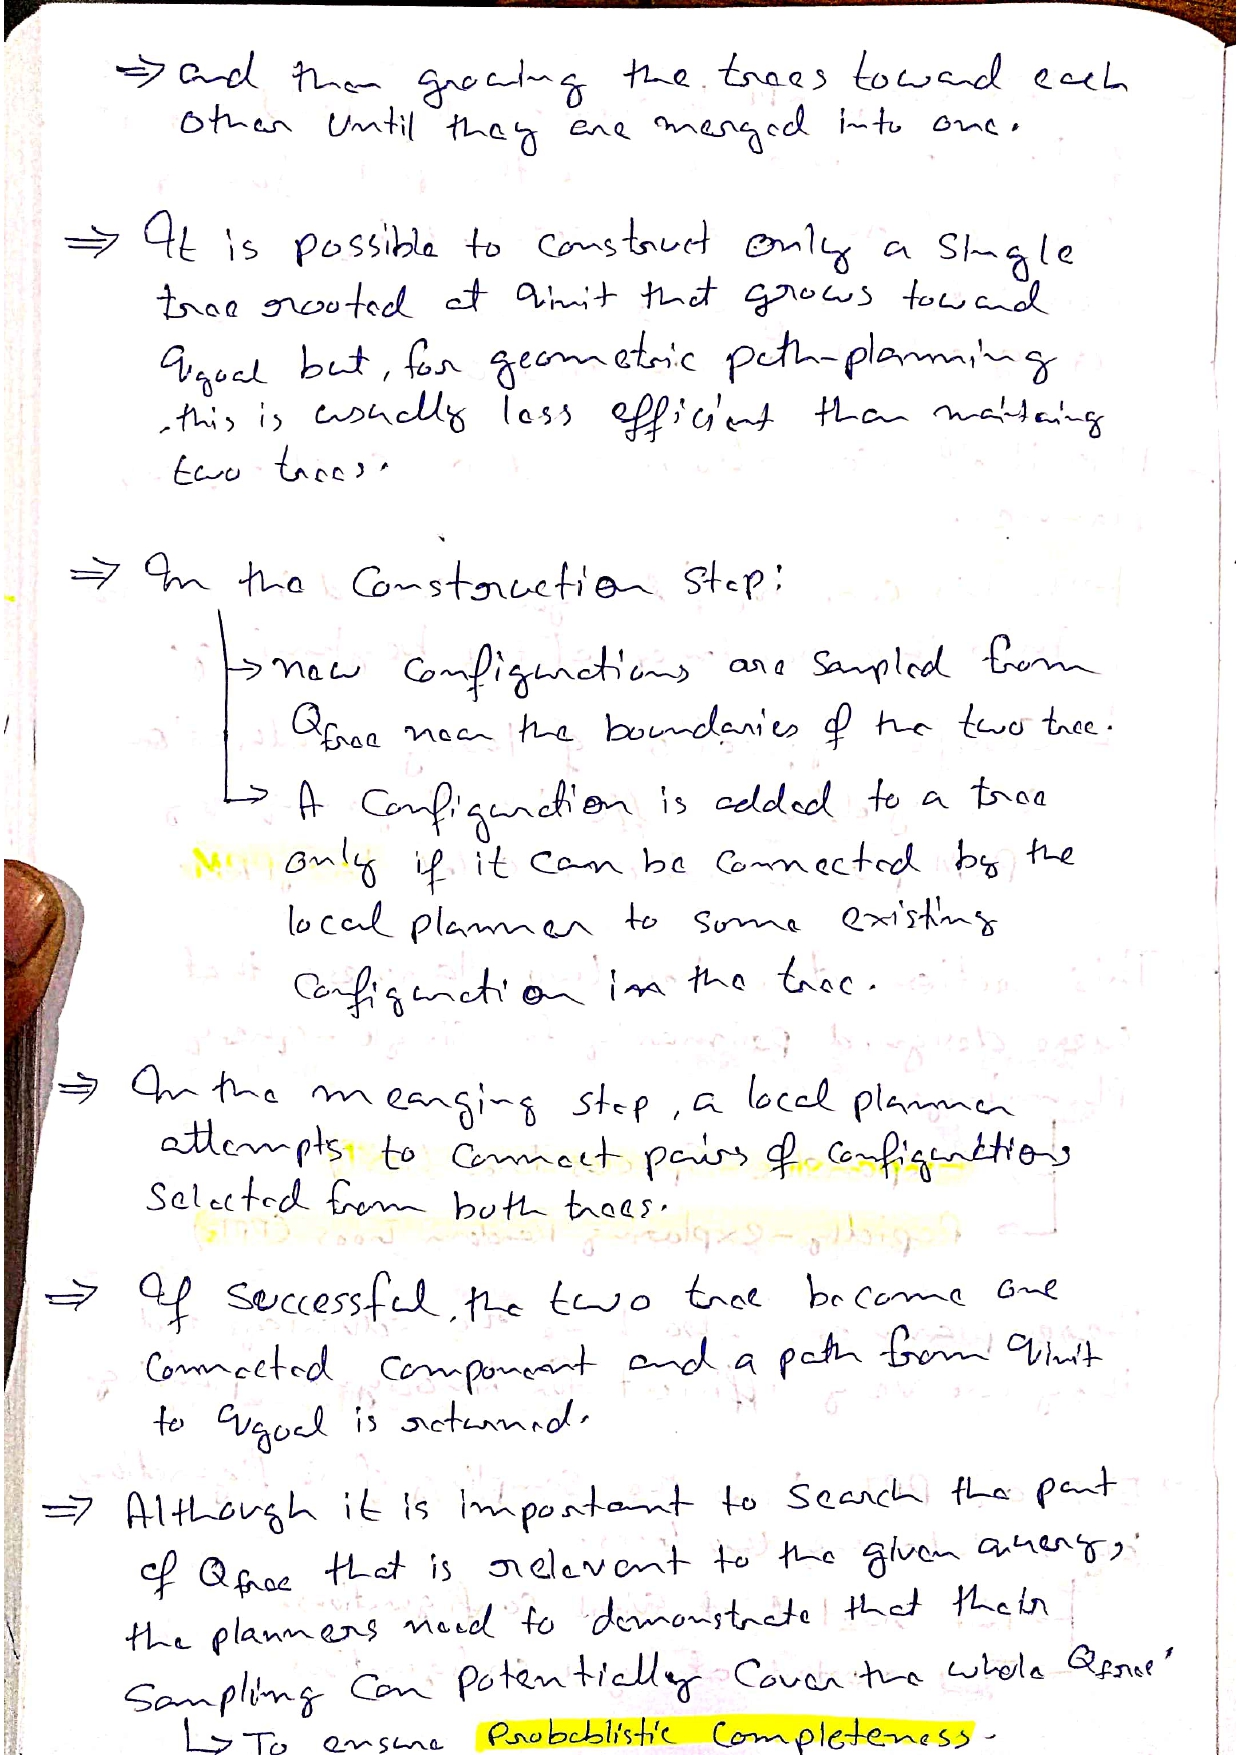 ⇒ and then growing the trees toward each
other until they are merged into one.
⇒ It is possible to construct only a single
tree rooted at qinit that grows toward
qgoal but, for geometric path-planning
, this is usually less efficient than maintaing
two trees.
⇒ In the Construction step:
↳ new configurations are sampled from
Qfree near the boundaries of the two tree.
↳ A Configuration is added to a tree
only if it can be connected by the
local planner to some existing
Configuration in the tree.
⇒ In the meanging step, a local planner
attempts to connect pairs of configurations
selected from both trees.
⇒ If successful, the two tree become one
connected component and a path from qinit
to qgoal is returned.
⇒ Although it is important to search the part
of Qfree that is relevant to the given query,
the planners need to demonstrate that their
sampling can potentially cover the whole Qfree.
↳ To ensure Probablistic Completeness.